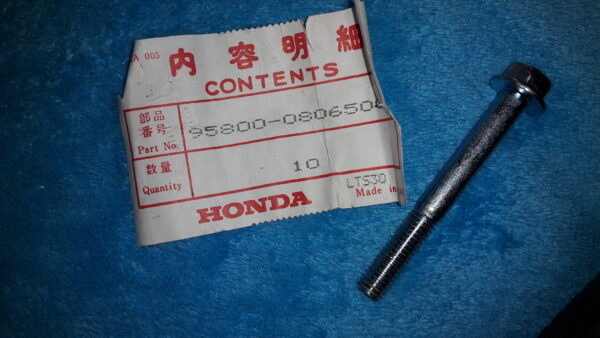 A 005
内容明細
CONTENTS
部品
番号
Part No.
95800-080650
数量
Quantity
10
LTS30
HONDA
Made in